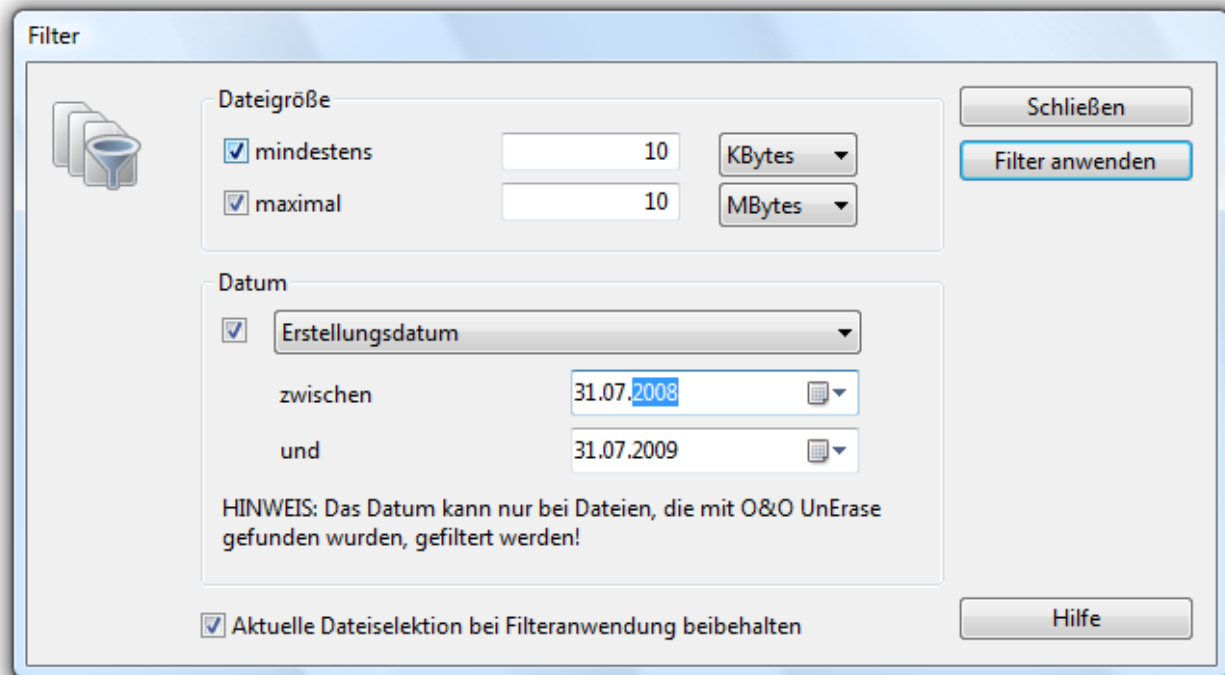 Filter
Dateigröße
mindestens 10 KBytes
maximal 10 MBytes
Schließen
Filter anwenden
Datum
Erstellungsdatum
zwischen 31.07.2008
und 31.07.2009
HINWEIS: Das Datum kann nur bei Dateien, die mit O&O UnErase
gefunden wurden, gefiltert werden!
Aktuelle Dateiselektion bei Filteranwendung beibehalten
Hilfe